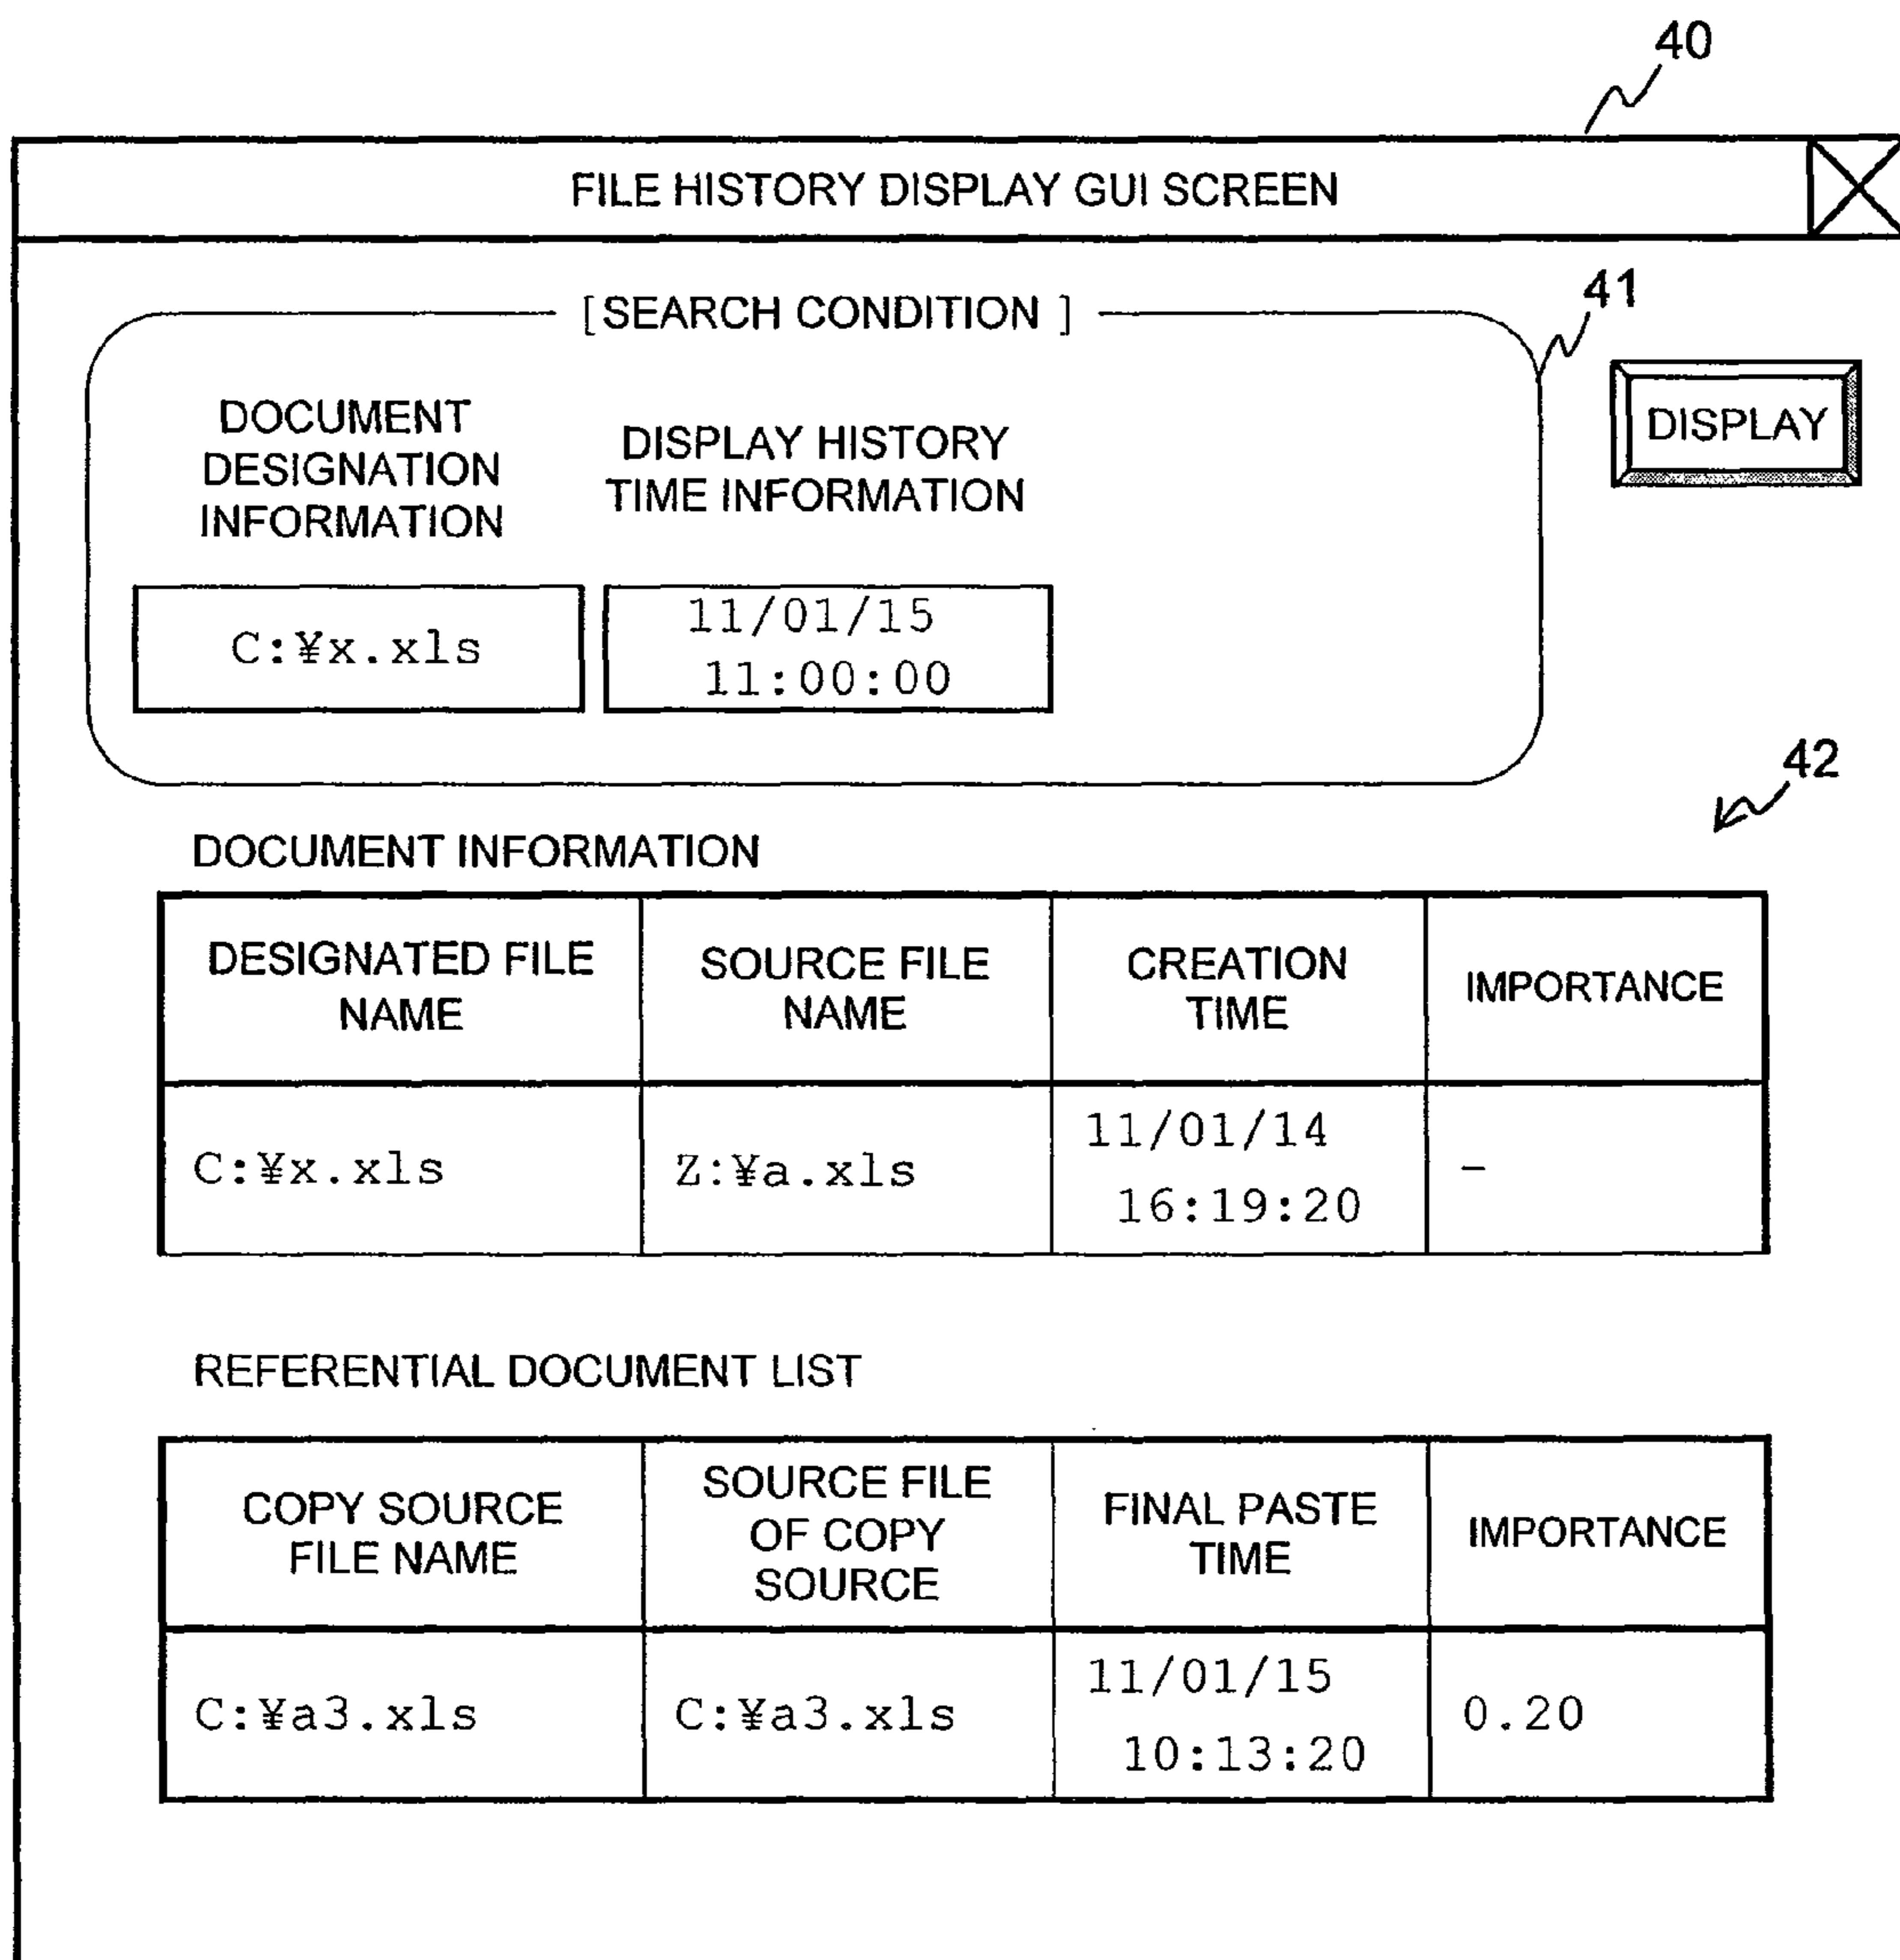 40
FILE HISTORY DISPLAY GUI SCREEN
[SEARCH CONDITION ]
41
DOCUMENT
DESIGNATION
INFORMATION
DISPLAY HISTORY
TIME INFORMATION
DISPLAY
C:¥x.xls
11/01/15
11:00:00
42
DOCUMENT INFORMATION
DESIGNATED FILE
NAME
SOURCE FILE
NAME
CREATION
TIME
IMPORTANCE
C:¥x.xls
Z:¥a.xls
11/01/14
16:19:20
–
REFERENTIAL DOCUMENT LIST
COPY SOURCE
FILE NAME
SOURCE FILE
OF COPY
SOURCE
FINAL PASTE
TIME
IMPORTANCE
C:¥a3.xls
C:¥a3.xls
11/01/15
10:13:20
0.20